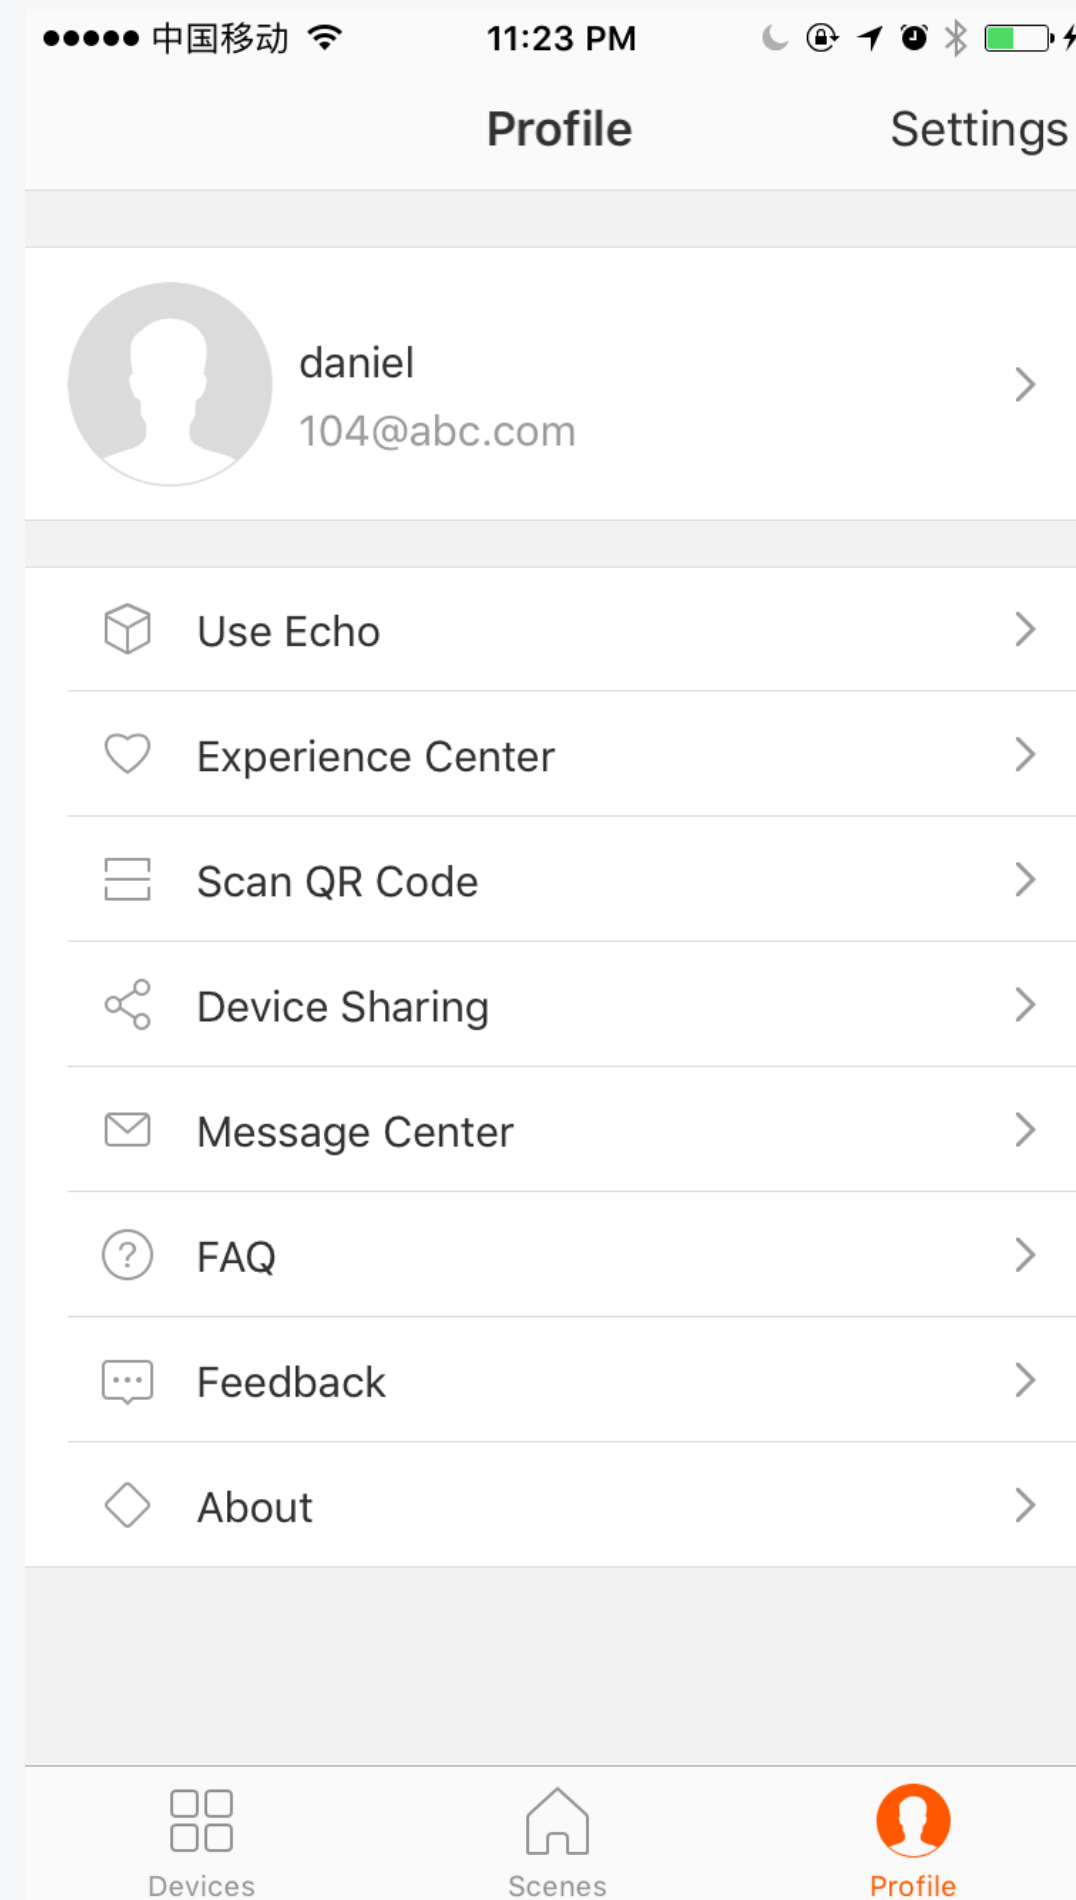 中国移动 11:23 PM
Profile Settings
daniel
104@abc.com
Use Echo
Experience Center
Scan QR Code
Device Sharing
Message Center
FAQ
Feedback
About
Devices Scenes Profile